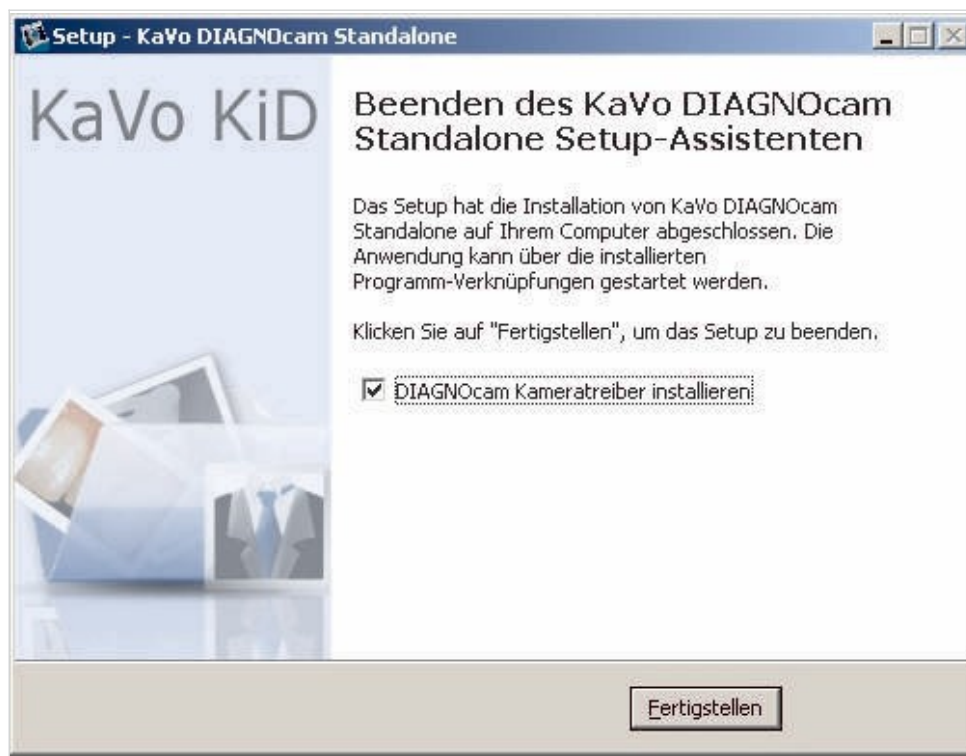 Setup - KaVo DIAGNOcam Standalone
KaVo KiD
Beenden des KaVo DIAGNOcam
Standalone Setup-Assistenten
Das Setup hat die Installation von KaVo DIAGNOcam
Standalone auf Ihrem Computer abgeschlossen. Die
Anwendung kann über die installierten
Programm-Verknüpfungen gestartet werden.
Klicken Sie auf "Fertigstellen", um das Setup zu beenden.
DIAGNOcam Kameratreiber installieren
Fertigstellen